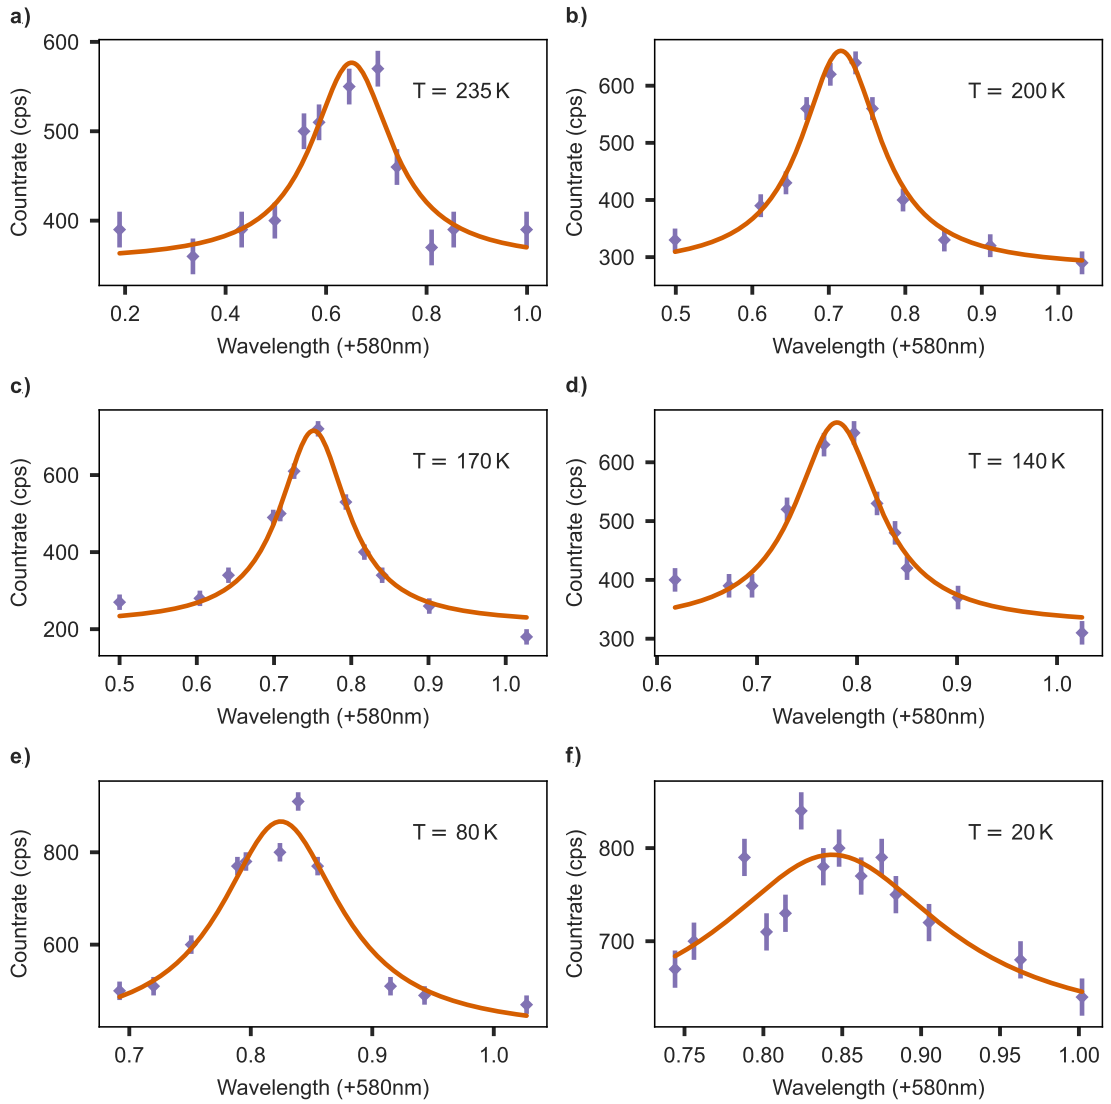 a)
600
500
400
Countrate (cps)
T = 235 K
0.2 0.4 0.6 0.8 1.0
Wavelength (+580nm)
b)
600
500
400
300
Countrate (cps)
T = 200 K
0.5 0.6 0.7 0.8 0.9 1.0
Wavelength (+580nm)
c)
600
400
200
Countrate (cps)
T = 170 K
0.5 0.6 0.7 0.8 0.9 1.0
Wavelength (+580nm)
d)
600
500
400
300
Countrate (cps)
T = 140 K
0.6 0.7 0.8 0.9 1.0
Wavelength (+580nm)
e)
800
600
Countrate (cps)
T = 80 K
0.7 0.8 0.9 1.0
Wavelength (+580nm)
f)
800
700
Countrate (cps)
T = 20 K
0.75 0.80 0.85 0.90 0.95 1.00
Wavelength (+580nm)